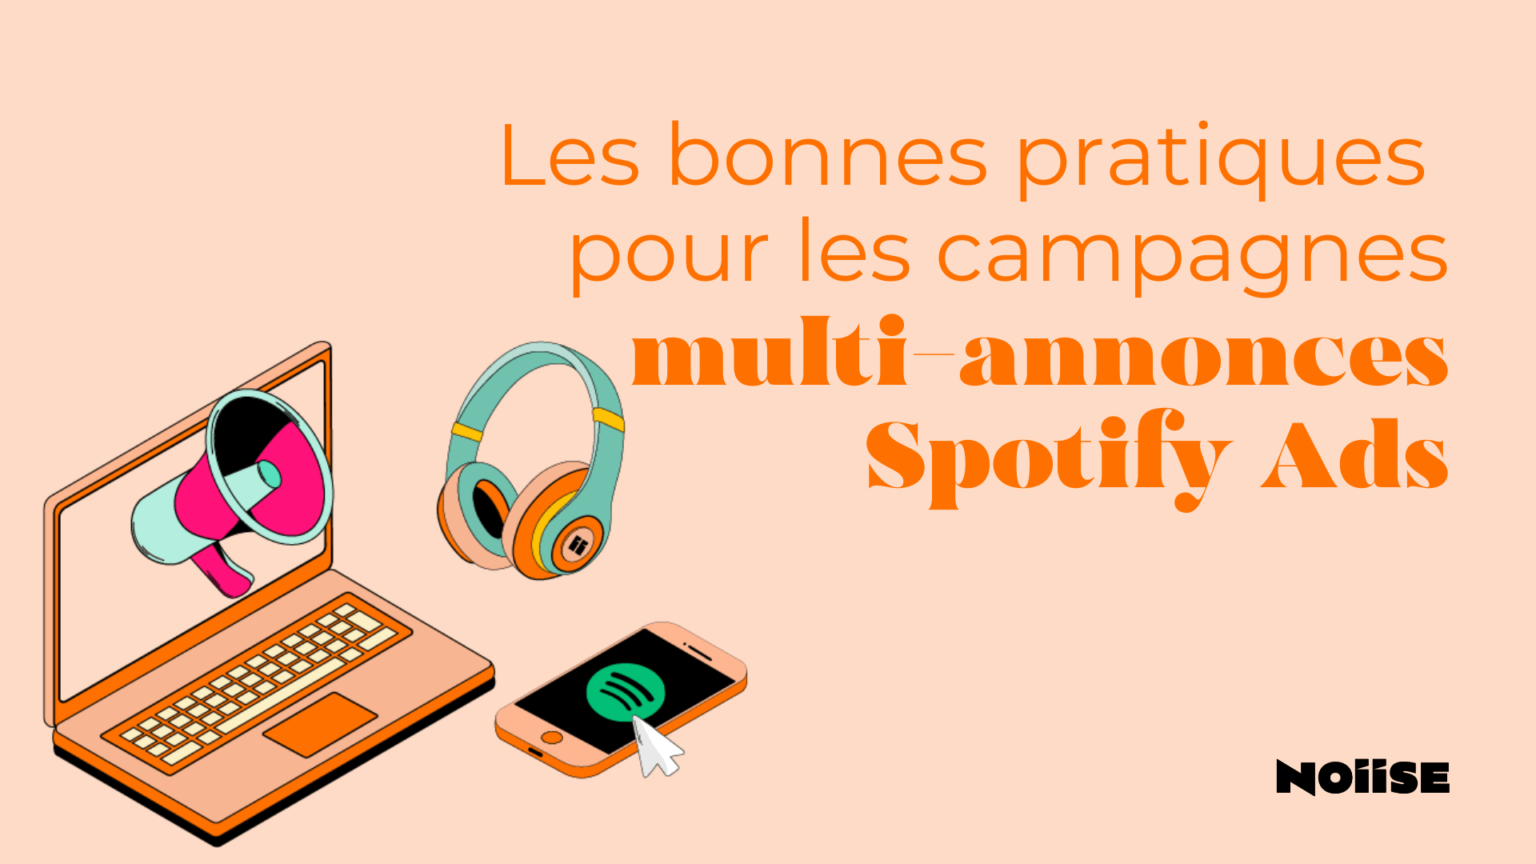 Les bonnes pratiques
pour les campagnes
multi-annonces
Spotify Ads
NOiiSE